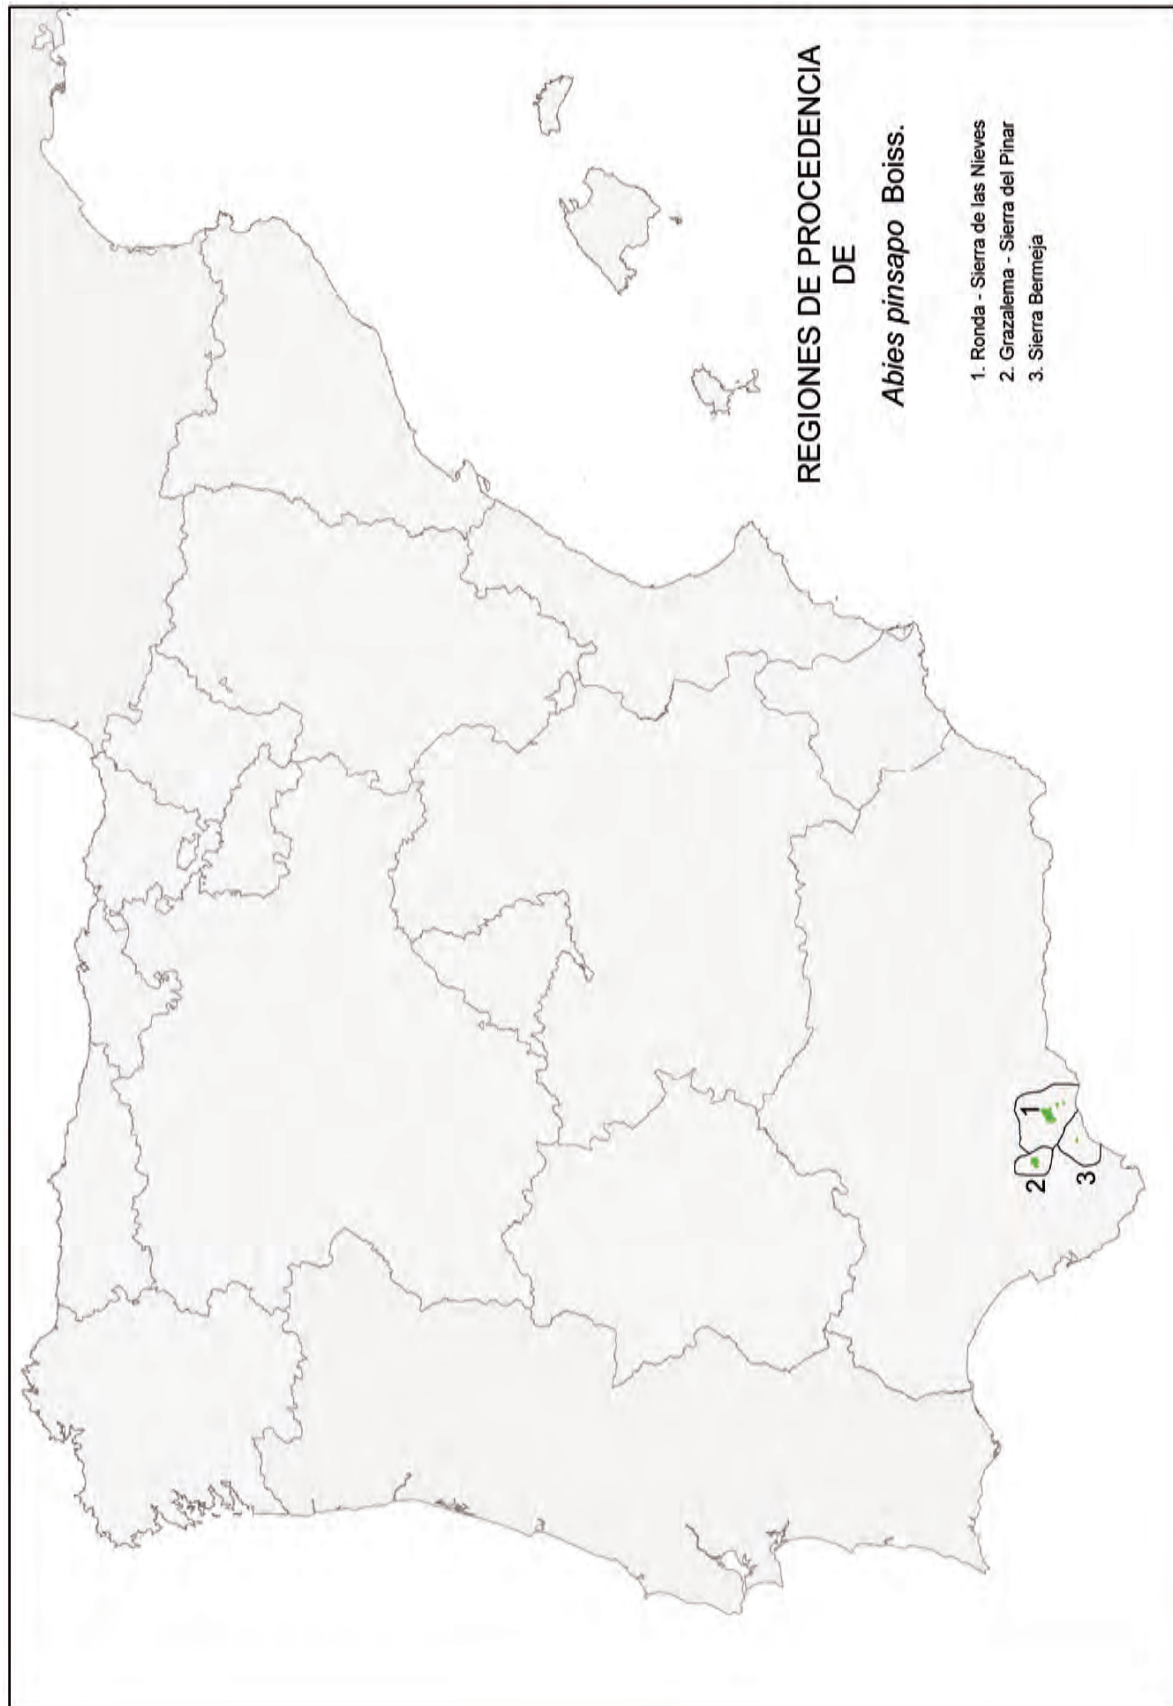 REGIONES DE PROCEDENCIA
DE
Abies pinsapo Boiss.
1. Ronda - Sierra de las Nieves
2. Grazalema - Sierra del Pinar
3. Sierra Bermeja
1
2
3